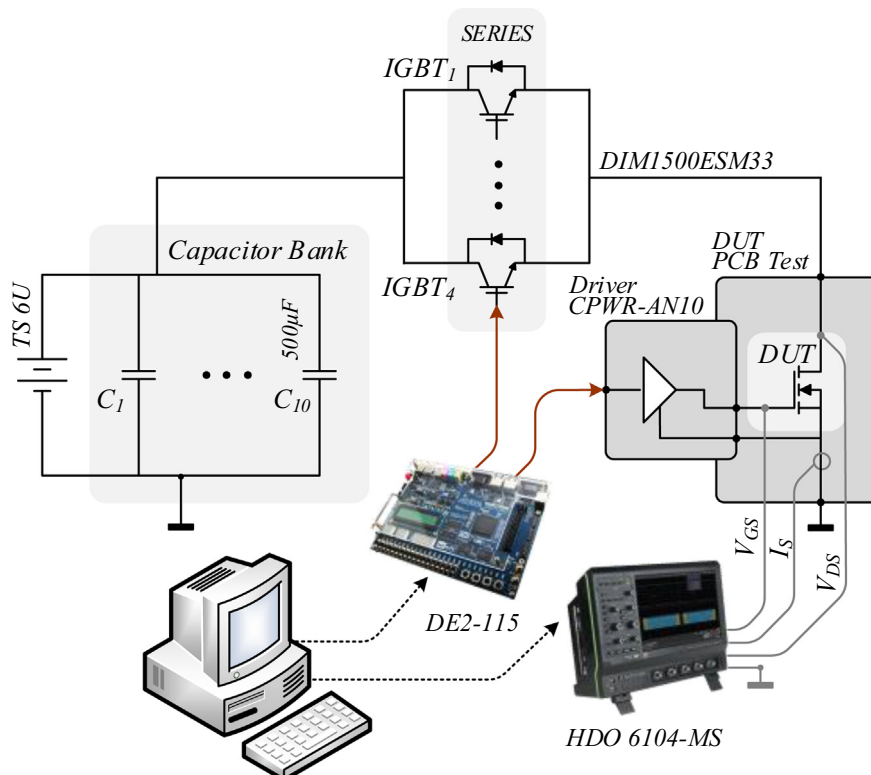 SERIES
IGBT1
DIM1500ESM33
Capacitor Bank
IGBT4
DUT
PCB Test
Driver
CPWR-AN10
TS 6U
500µF
DUT
C1
C10
VGS
IS
VDS
DE2-115
HDO 6104-MS